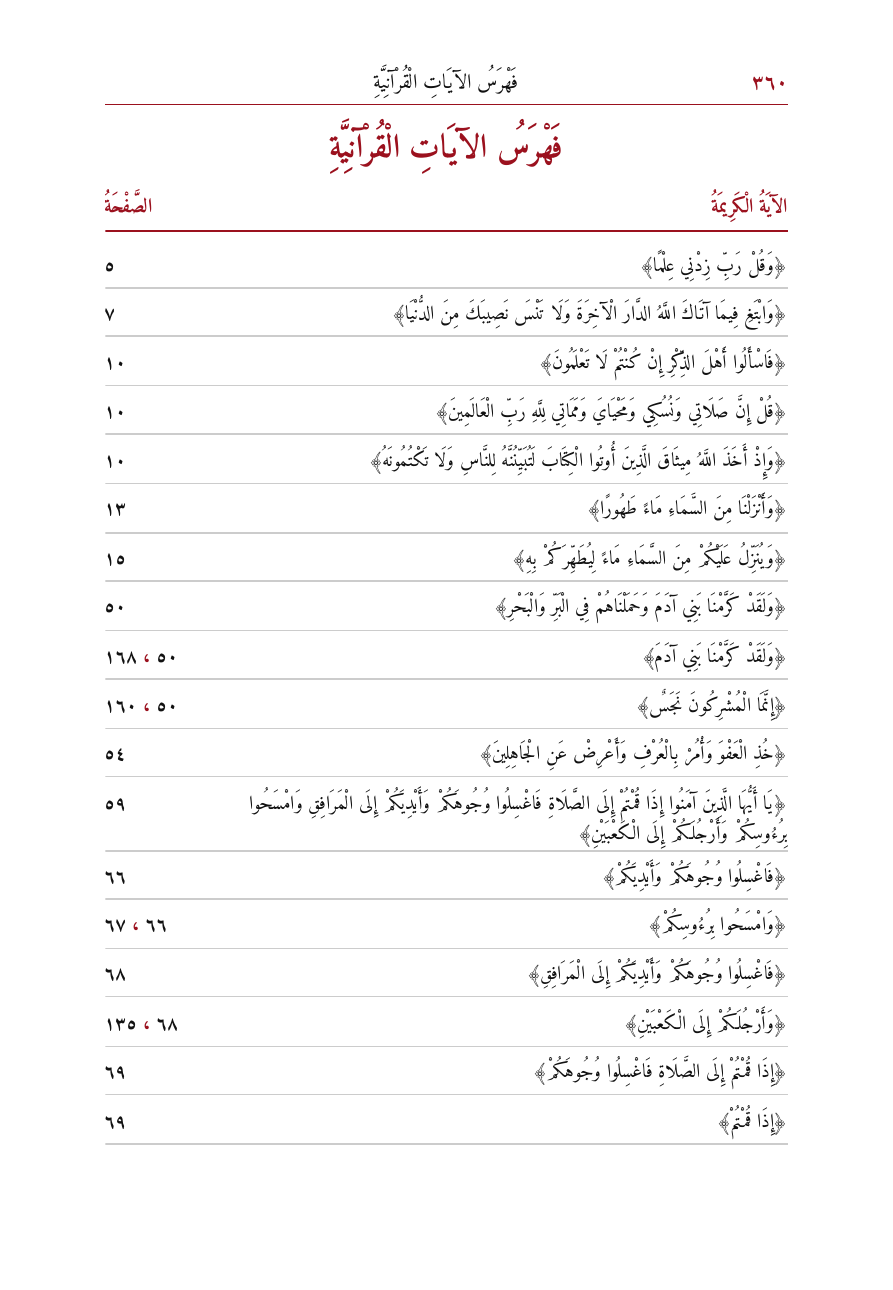 ٣٦٠ فَهْرَسُ الآيَاتِ الْقُرْآنِيَّةِ
فَهْرَسُ الآيَاتِ الْقُرْآنِيَّةِ
الآيَةُ الْكَرِيمَةُ الصَّفْحَةُ
﴿وَقُلْ رَبِّ زِدْنِي عِلْمًا﴾ ٥
﴿وَابْتَغِ فِيمَا آتَاكَ اللَّهُ الدَّارَ الْآخِرَةَ وَلَا تَنْسَ نَصِيبَكَ مِنَ الدُّنْيَا﴾ ٧
﴿فَاسْأَلُوا أَهْلَ الذِّكْرِ إِنْ كُنْتُمْ لَا تَعْلَمُونَ﴾ ١٠
﴿قُلْ إِنَّ صَلَاتِي وَنُسُكِي وَمَحْيَايَ وَمَمَاتِي لِلَّهِ رَبِّ الْعَالَمِينَ﴾ ١٠
﴿وَإِذْ أَخَذَ اللَّهُ مِيثَاقَ الَّذِينَ أُوتُوا الْكِتَابَ لَتُبَيِّنُنَّهُ لِلنَّاسِ وَلَا تَكْتُمُونَهُ﴾ ١٠
﴿وَأَنْزَلْنَا مِنَ السَّمَاءِ مَاءً طَهُورًا﴾ ١٣
﴿وَيُنَزِّلُ عَلَيْكُمْ مِنَ السَّمَاءِ مَاءً لِيُطَهِّرَكُمْ بِهِ﴾ ١٥
﴿وَلَقَدْ كَرَّمْنَا بَنِي آدَمَ وَحَمَلْنَاهُمْ فِي الْبَرِّ وَالْبَحْرِ﴾ ٥٠
﴿وَلَقَدْ كَرَّمْنَا بَنِي آدَمَ﴾ ٥٠ ، ١٦٨
﴿إِنَّمَا الْمُشْرِكُونَ نَجَسٌ﴾ ٥٠ ، ١٦٠
﴿خُذِ الْعَفْوَ وَأْمُرْ بِالْعُرْفِ وَأَعْرِضْ عَنِ الْجَاهِلِينَ﴾ ٥٤
﴿يَا أَيُّهَا الَّذِينَ آمَنُوا إِذَا قُمْتُمْ إِلَى الصَّلَاةِ فَاغْسِلُوا وُجُوهَكُمْ وَأَيْدِيَكُمْ إِلَى الْمَرَافِقِ وَامْسَحُوا ٥٩
بِرُءُوسِكُمْ وَأَرْجُلَكُمْ إِلَى الْكَعْبَيْنِ﴾
﴿فَاغْسِلُوا وُجُوهَكُمْ وَأَيْدِيَكُمْ﴾ ٦٦
﴿وَامْسَحُوا بِرُءُوسِكُمْ﴾ ٦٦ ، ٦٧
﴿فَاغْسِلُوا وُجُوهَكُمْ وَأَيْدِيَكُمْ إِلَى الْمَرَافِقِ﴾ ٦٨
﴿وَأَرْجُلَكُمْ إِلَى الْكَعْبَيْنِ﴾ ٦٨ ، ١٣٥
﴿إِذَا قُمْتُمْ إِلَى الصَّلَاةِ فَاغْسِلُوا وُجُوهَكُمْ﴾ ٦٩
﴿إِذَا قُمْتُمْ﴾ ٦٩